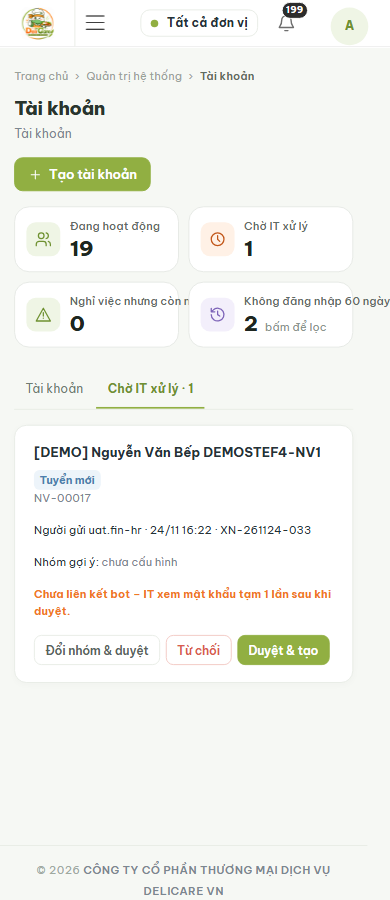 Tất cả đơn vị
199
A
Trang chủ › Quản trị hệ thống › Tài khoản
Tài khoản
Tài khoản
+ Tạo tài khoản
Đang hoạt động
19
Chờ IT xử lý
1
Nghỉ việc nhưng còn
0
Không đăng nhập 60 ngày
2 bấm để lọc
Tài khoản
Chờ IT xử lý · 1
[DEMO] Nguyễn Văn Bếp DEMOSTEF4-NV1
Tuyển mới
NV-00017
Người gửi uat.fin-hr · 24/11 16:22 · XN-261124-033
Nhóm gợi ý: chưa cấu hình
Chưa liên kết bot – IT xem mật khẩu tạm 1 lần sau khi
duyệt.
Đổi nhóm & duyệt
Từ chối
Duyệt & tạo
© 2026 CÔNG TY CỔ PHẦN THƯƠNG MẠI DỊCH VỤ
DELICARE VN